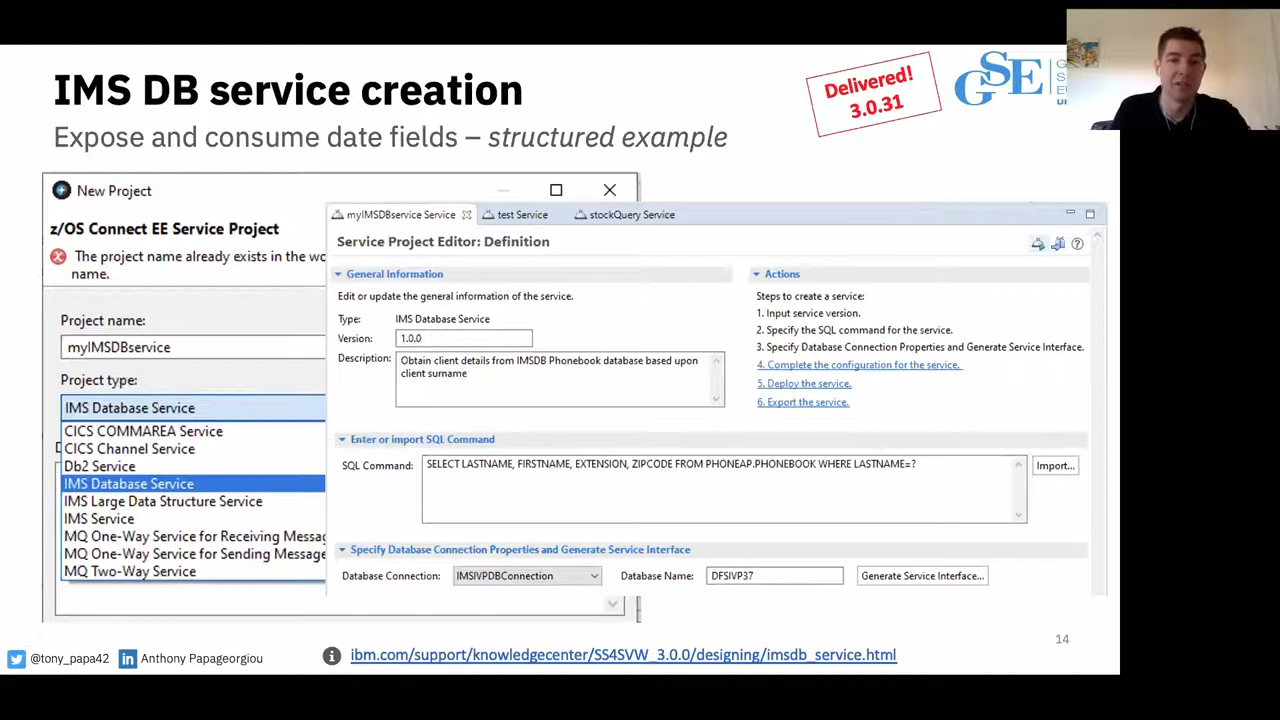 IMS DB service creation
Expose and consume date fields – structured example
Delivered!
3.0.31
GSE
New Project
z/OS Connect EE Service Project
The project name already exists in the
name.
Project name:
myIMSDBservice
Project type:
IMS Database Service
CICS COMMAREA Service
CICS Channel Service
Db2 Service
IMS Database Service
IMS Large Data Structure Service
IMS Service
MQ One-Way Service for Receiving Messag
MQ One-Way Service for Sending Message
MQ Two-Way Service
myIMSDBservice Service
test Service
stockQuery Service
Service Project Editor: Definition
General Information
Edit or update the general information of the service.
Type: IMS Database Service
Version: 1.0.0
Description: Obtain client details from IMSDB Phonebook database based upon
client surname
Actions
Steps to create a service:
1. Input service version.
2. Specify the SQL command for the service.
3. Specify Database Connection Properties and Generate Service Interface.
4. Complete the configuration for the service.
5. Deploy the service.
6. Export the service.
Enter or import SQL Command
SQL Command: SELECT LASTNAME, FIRSTNAME, EXTENSION, ZIPCODE FROM PHONEAP.PHONEBOOK WHERE LASTNAME=? Import...
Specify Database Connection Properties and Generate Service Interface
Database Connection: IMSIVPDBConnection Database Name: DFSIVP37 Generate Service Interface...
14
@tony_papa42 in Anthony Papageorgiou
ibm.com/support/knowledgecenter/SS4SVW_3.0.0/designing/imsdb_service.html